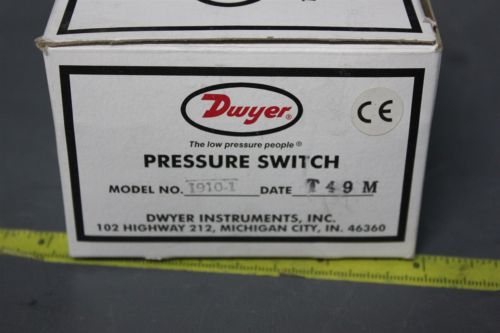 Dwyer
The low pressure people®
CE
PRESSURE SWITCH
MODEL NO. 1910-1 DATE T49M
DWYER INSTRUMENTS, INC.
102 HIGHWAY 212, MICHIGAN CITY, IN. 46360